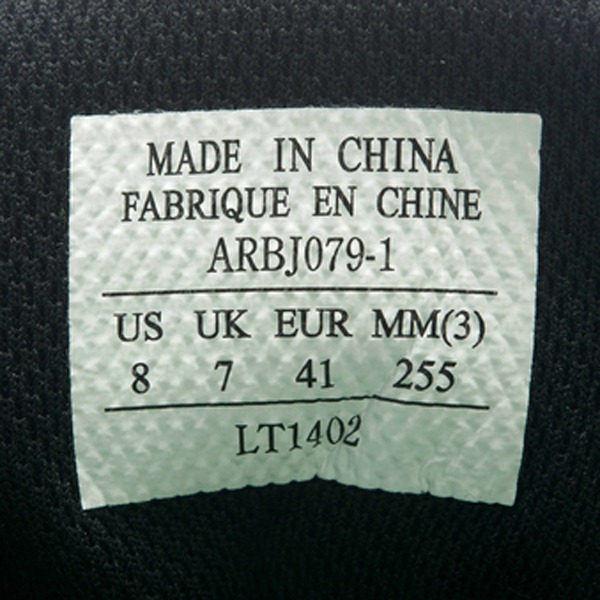 MADE IN CHINA
FABRIQUE EN CHINE
ARBJ079-1
US UK EUR MM(3)
8 7 41 255
LT1402